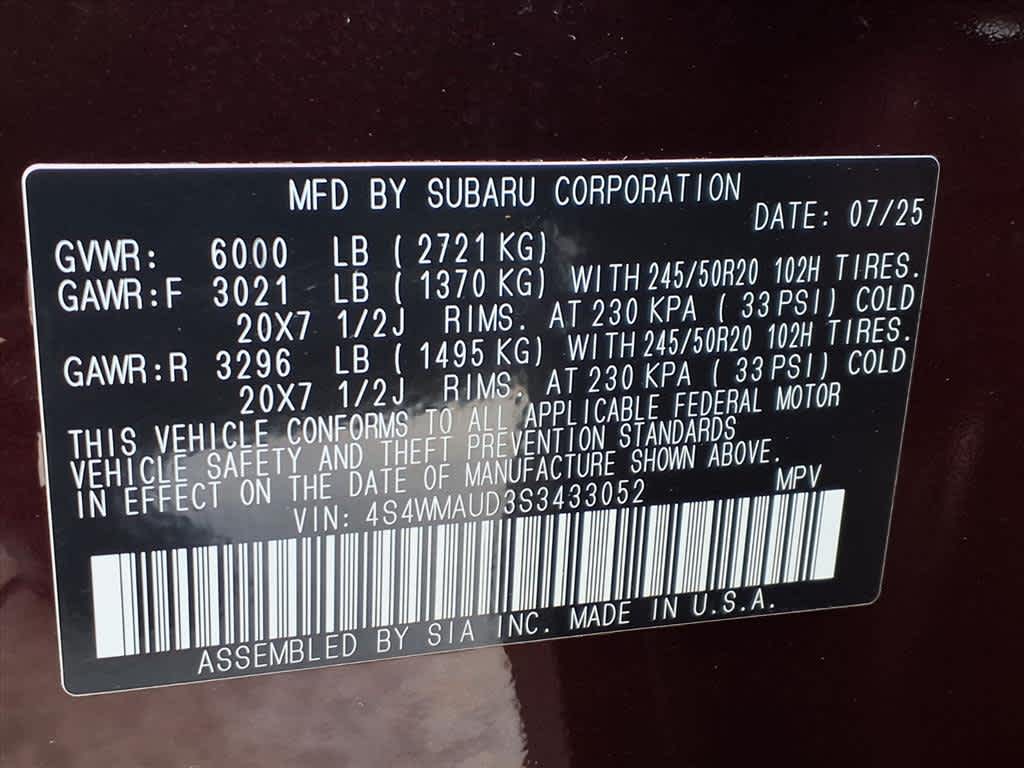 MFD BY SUBARU CORPORATION
DATE: 07/25
GVWR: 6000 LB ( 2721 KG)
GAWR:F 3021 LB ( 1370 KG) WITH 245/50R20 102H TIRES.
20X7 1/2J RIMS. AT 230 KPA ( 33 PSI) COLD
GAWR:R 3296 LB ( 1495 KG) WITH 245/50R20 102H TIRES.
20X7 1/2J RIMS. AT 230 KPA ( 33 PSI) COLD
THIS VEHICLE CONFORMS TO ALL APPLICABLE FEDERAL MOTOR
VEHICLE SAFETY AND THEFT PREVENTION STANDARDS
IN EFFECT ON THE DATE OF MANUFACTURE SHOWN ABOVE.
VIN: 4S4WMAUD3S3433052 MPV
ASSEMBLED BY SIA INC. MADE IN U.S.A.